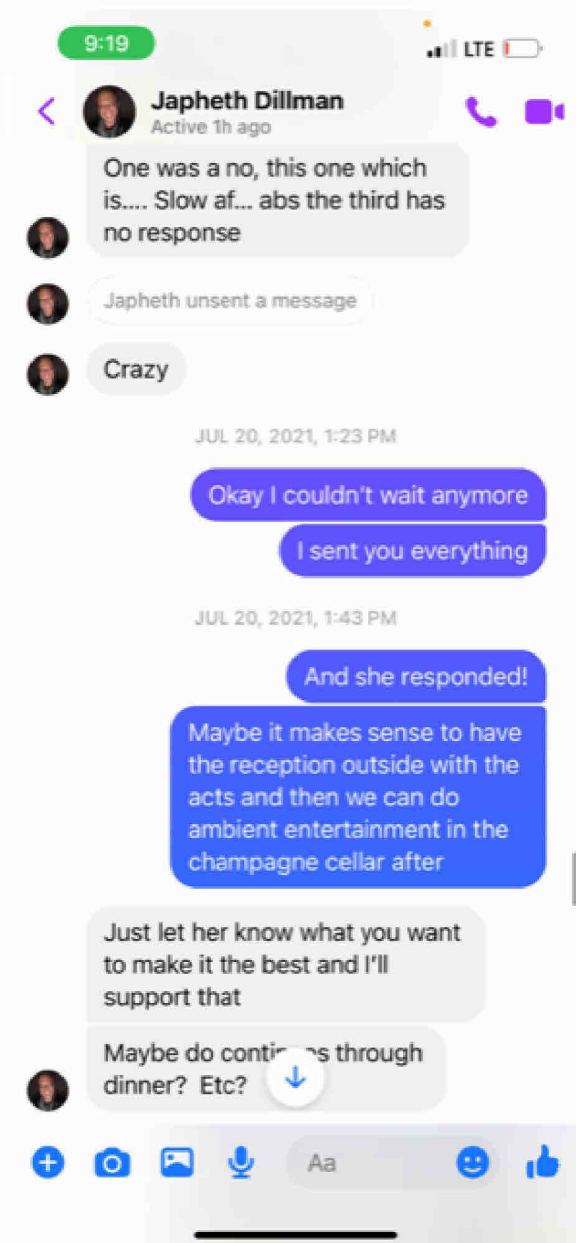 9:19
LTE
Japheth Dillman
Active 1h ago
One was a no, this one which
is.... Slow af... abs the third has
no response
Japheth unsent a message
Crazy
JUL 20, 2021, 1:23 PM
Okay I couldn't wait anymore
I sent you everything
JUL 20, 2021, 1:43 PM
And she responded!
Maybe it makes sense to have
the reception outside with the
acts and then we can do
ambient entertainment in the
champagne cellar after
Just let her know what you want
to make it the best and I'll
support that
Maybe do through
dinner? Etc?
Aa